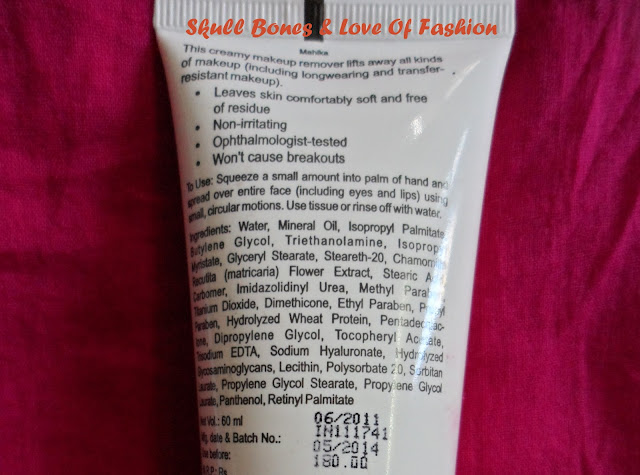 Skull Bones & Love Of Fashion
Mahika
This creamy makeup remover lifts away all kinds
of makeup (including longwearing and transfer-
resistant makeup).
• Leaves skin comfortably soft and free
of residue
• Non-irritating
• Ophthalmologist-tested
• Won't cause breakouts
To Use: Squeeze a small amount into palm of hand and
spread over entire face (including eyes and lips) using
small, circular motions. Use tissue or rinse off with water.
Ingredients: Water, Mineral Oil, Isopropyl Palmitate
Butylene Glycol, Triethanolamine, Isopropyl
Myristate, Glyceryl Stearate, Steareth-20, Chamomile
Recutita (matricaria) Flower Extract, Stearic
Carbomer, Imidazolidinyl Urea, Methyl Paraben
Titanium Dioxide, Dimethicone, Ethyl Paraben, Propyl
Paraben, Hydrolyzed Wheat Protein, Pentadecalac-
tone, Dipropylene Glycol, Tocopheryl Acetate,
Trisodium EDTA, Sodium Hyaluronate, Hydrolyzed
Glycosaminoglycans, Lecithin, Polysorbate 20, Sorbitan
Laurate, Propylene Glycol Stearate, Propylene Glycol
Laurate, Panthenol, Retinyl Palmitate
Net Vol.: 60 ml 06/2011
Mfg. date & Batch No.: IN111741
Use before: 05/2014
M.R.P.: Rs 180.00